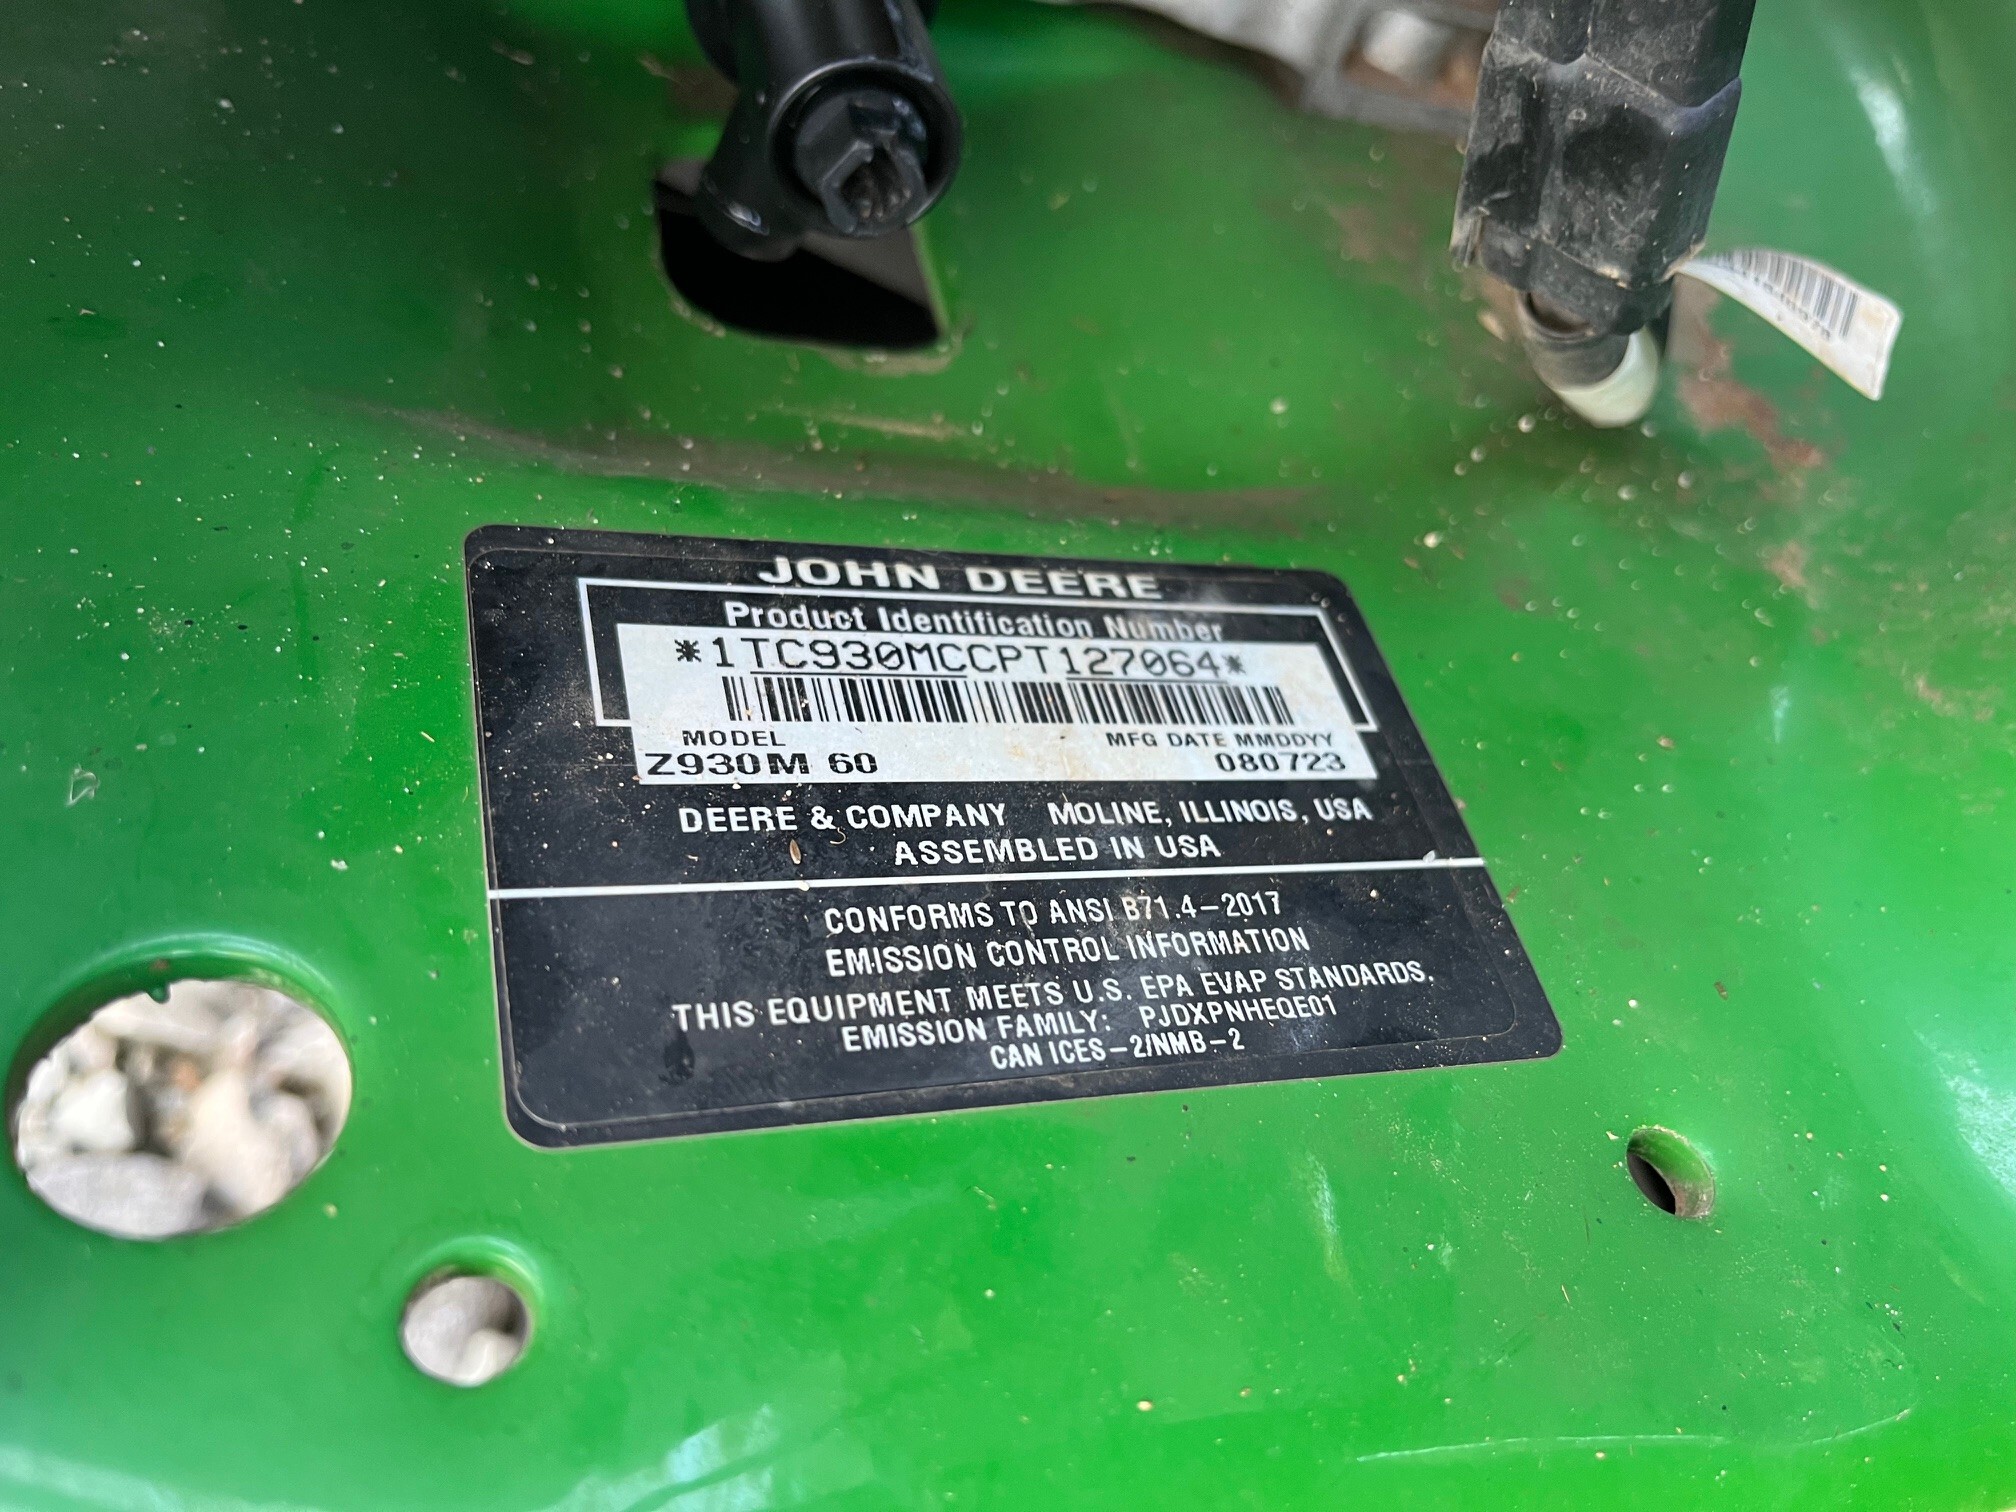 JOHN DEERE
Product Identification Number
*1TC930MCCPT127064*
MODEL
MFG DATE MMDDYY
Z930M 60
080723
DEERE & COMPANY MOLINE, ILLINOIS, USA
ASSEMBLED IN USA
CONFORMS TO ANSI B71.4-2017
EMISSION CONTROL INFORMATION
THIS EQUIPMENT MEETS U.S. EPA EVAP STANDARDS.
EMISSION FAMILY: PJDXPNHEQE01
CAN ICES-2/NMB-2